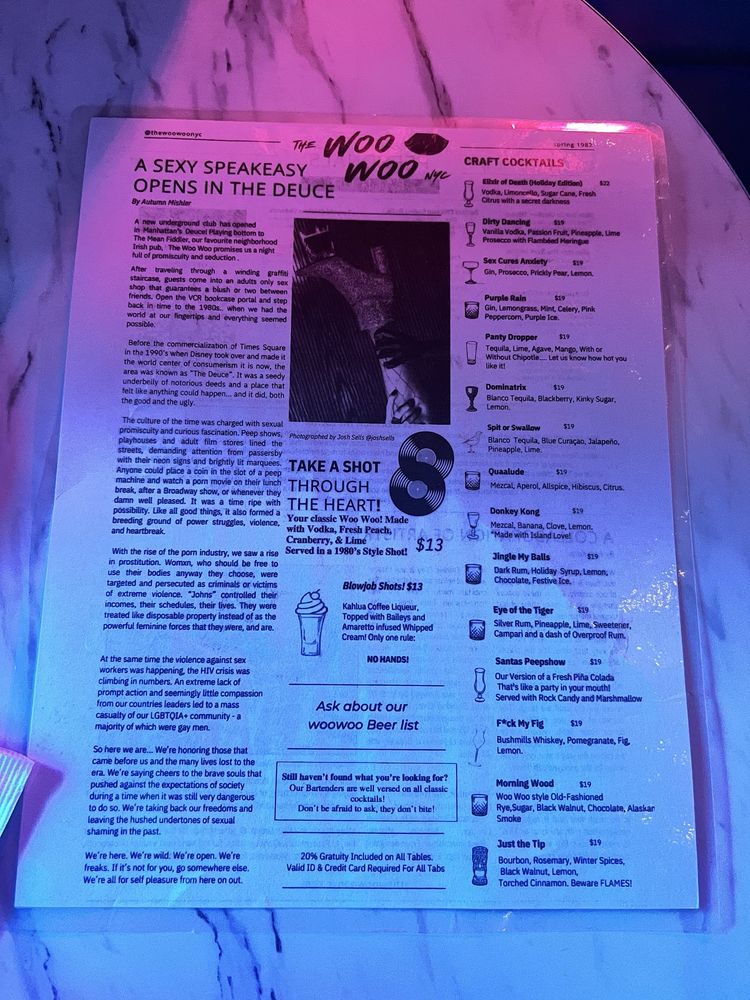 @thewoowoonyc
THE WOO WOO NYC
spring 1982
A SEXY SPEAKEASY
OPENS IN THE DEUCE
By Autumn Mishler
A new underground club has opened
in Manhattan's Deuce! Playing bottom to
The Mean Fiddler, our favourite neighborhood
Irish pub, The Woo Woo promises us a night
full of promiscuity and seduction.
After traveling through a winding graffiti
staircase, guests come into an adults only sex
shop that guarantees a blush or two between
friends. Open the VCR bookcase portal and step
back in time to the 1980s.. when we had the
world at our fingertips and everything seemed
possible.
Before the commercialization of Times Square
in the 1990's when Disney took over and made it
the world center of consumerism it is now, the
area was known as "The Deuce". It was a seedy
underbelly of notorious deeds and a place that
felt like anything could happen... and it did, both
the good and the ugly.
The culture of the time was charged with sexual
promiscuity and curious fascination. Peep shows,
playhouses and adult film stores lined the
streets, demanding attention from passersby
with their neon signs and brightly lit marquees.
Anyone could place a coin in the slot of a peep
machine and watch a porn movie on their lunch
break, after a Broadway show, or whenever they
damn well pleased. It was a time ripe with
possibility. Like all good things, it also formed a
breeding ground of power struggles, violence,
and heartbreak.
With the rise of the porn industry, we saw a rise
in prostitution. Womxn, who should be free to
use their bodies anyway they choose, were
targeted and persecuted as criminals or victims
of extreme violence. "Johns" controlled their
incomes, their schedules, their lives. They were
treated like disposable property instead of as the
powerful feminine forces that they were, and are.
At the same time the violence against sex
workers was happening, the HIV crisis was
climbing in numbers. An extreme lack of
prompt action and seemingly little compassion
from our countries leaders led to a mass
casualty of our LGBTQIA+ community - a
majority of which were gay men.
So here we are... We're honoring those that
came before us and the many lives lost to the
era. We're saying cheers to the brave souls that
pushed against the expectations of society
during a time when it was still very dangerous
to do so. We're taking back our freedoms and
leaving the hushed undertones of sexual
shaming in the past.
We're here. We're wild. We're open. We're
freaks. If it's not for you, go somewhere else.
We're all for self pleasure from here on out.
Photographed by Josh Sells @joshsells
TAKE A SHOT
THROUGH
THE HEART!
Your classic Woo Woo! Made
with Vodka, Fresh Peach,
Cranberry, & Lime
Served in a 1980's Style Shot!
$13
Blowjob Shots! $13
Kahlua Coffee Liqueur,
Topped with Baileys and
Amaretto infused Whipped
Cream! Only one rule:
NO HANDS!
Ask about our
woowoo Beer list
Still haven't found what you're looking for?
Our Bartenders are well versed on all classic
cocktails!
Don't be afraid to ask, they don't bite!
20% Gratuity Included on All Tables.
Valid ID & Credit Card Required For All Tabs
CRAFT COCKTAILS
Elixir of Death (Holiday Edition) $22
Vodka, Limoncello, Sugar Cane, Fresh
Citrus with a secret darkness
Dirty Dancing $19
Vanilla Vodka, Passion Fruit, Pineapple, Lime
Prosecco with Flambéed Meringue
Sex Cures Anxiety $19
Gin, Prosecco, Prickly Pear, Lemon.
Purple Rain $19
Gin, Lemongrass, Mint, Celery, Pink
Peppercorn, Purple Ice.
Panty Dropper $19
Tequila, Lime, Agave, Mango, With or
Without Chipotle.... Let us know how hot you
like it!
Dominatrix $19
Blanco Tequila, Blackberry, Kinky Sugar,
Lemon.
Spit or Swallow $19
Blanco Tequila, Blue Curaçao, Jalapeño,
Pineapple, Lime.
Quaalude $19
Mezcal, Aperol, Allspice, Hibiscus, Citrus.
Donkey Kong $19
Mezcal, Banana, Clove, Lemon.
*Made with Island Love!
Jingle My Balls $19
Dark Rum, Holiday Syrup, Lemon,
Chocolate, Festive Ice.
Eye of the Tiger $19
Silver Rum, Pineapple, Lime, Sweetener,
Campari and a dash of Overproof Rum.
Santas Peepshow $19
Our Version of a Fresh Piña Colada
That's like a party in your mouth!
Served with Rock Candy and Marshmallow
F*ck My Fig $19
Bushmills Whiskey, Pomegranate, Fig,
Lemon.
Morning Wood $19
Woo Woo style Old-Fashioned
Rye,Sugar, Black Walnut, Chocolate, Alaskan
Smoke
Just the Tip $19
Bourbon, Rosemary, Winter Spices,
Black Walnut, Lemon,
Torched Cinnamon. Beware FLAMES!